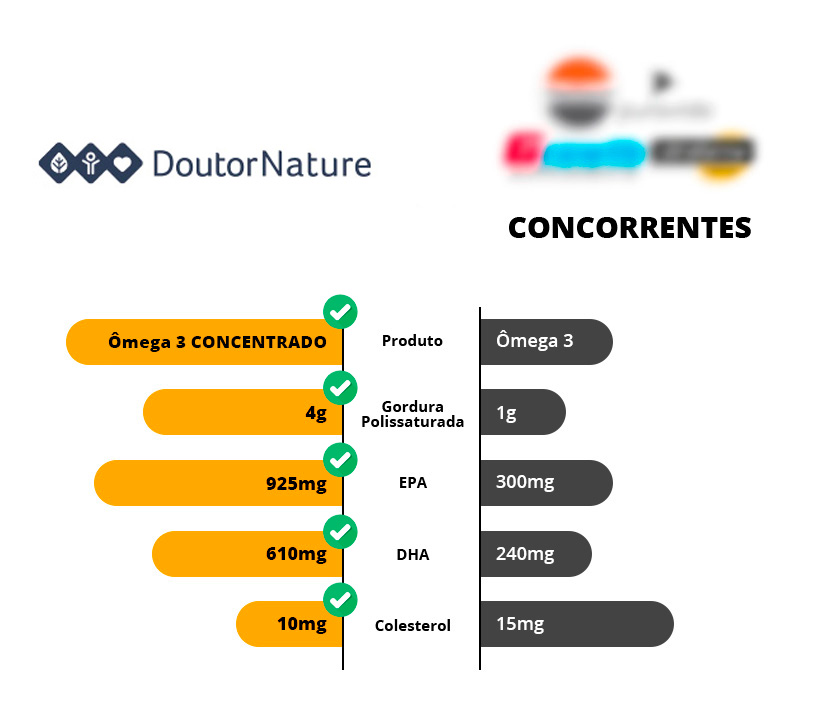 DoutorNature
CONCORRENTES
Ômega 3 CONCENTRADO
Produto
Ômega 3
4g
Gordura
Polissaturada
1g
925mg
EPA
300mg
610mg
DHA
240mg
10mg
Colesterol
15mg